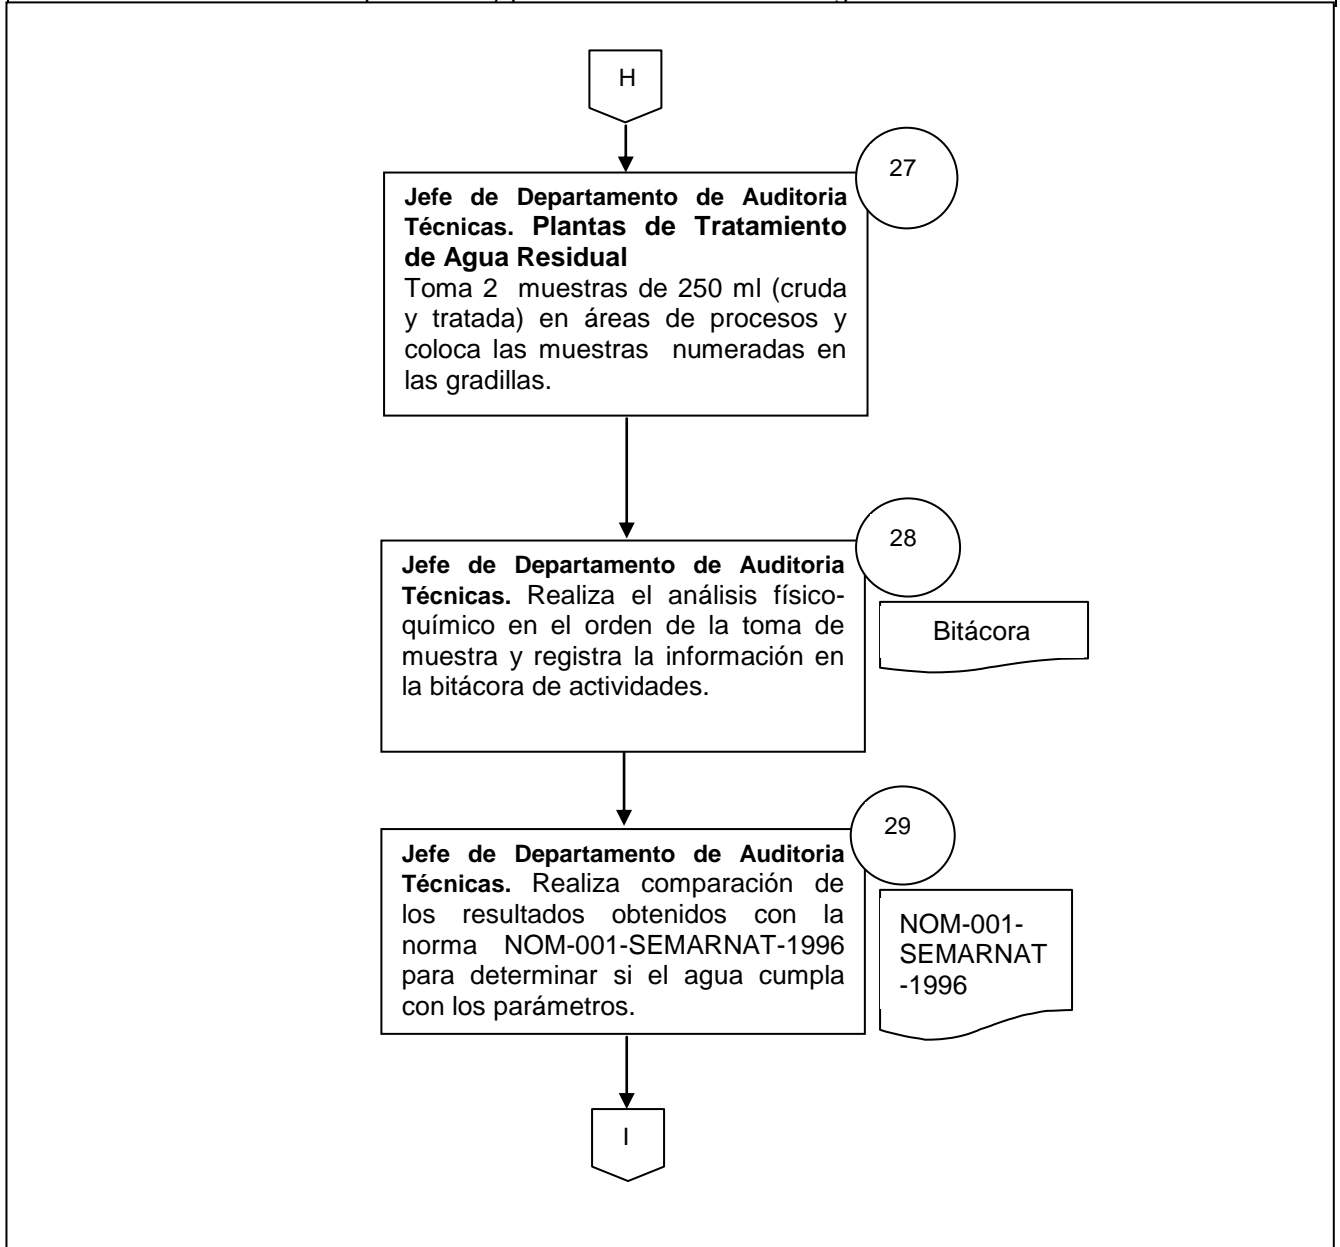 H
27
Jefe de Departamento de Auditoria
Técnicas. Plantas de Tratamiento
de Agua Residual
Toma 2 muestras de 250 ml (cruda
y tratada) en áreas de procesos y
coloca las muestras numeradas en
las gradillas.
28
Jefe de Departamento de Auditoria
Técnicas. Realiza el análisis físico-
químico en el orden de la toma de
muestra y registra la información en
la bitácora de actividades.
Bitácora
29
Jefe de Departamento de Auditoria
Técnicas. Realiza comparación de
los resultados obtenidos con la
norma NOM-001-SEMARNAT-1996
para determinar si el agua cumpla
con los parámetros.
NOM-001-
SEMARNAT
-1996
I